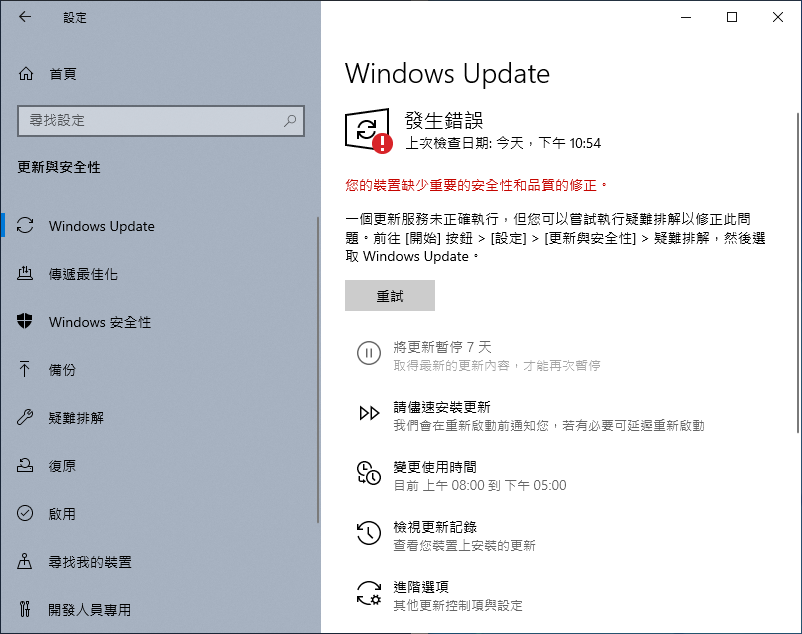 設定
首頁
尋找設定
更新與安全性
Windows Update
傳遞最佳化
Windows 安全性
備份
疑難排解
復原
啟用
尋找我的裝置
開發人員專用
Windows Update
發生錯誤
上次檢查日期: 今天，下午 10:54
您的裝置缺少重要的安全性和品質的修正。
一個更新服務未正確執行，但您可以嘗試執行疑難排解以修正此問
題。前往 [開始] 按鈕 > [設定] > [更新與安全性] > 疑難排解，然後選
取 Windows Update。
重試
將更新暫停 7 天
取得最新的更新內容，才能再次暫停
請儘速安裝更新
我們會在重新啟動前通知您，若有必要可延遲重新啟動
變更使用時間
目前 上午 08:00 到 下午 05:00
檢視更新記錄
查看您裝置上安裝的更新
進階選項
其他更新控制項與設定